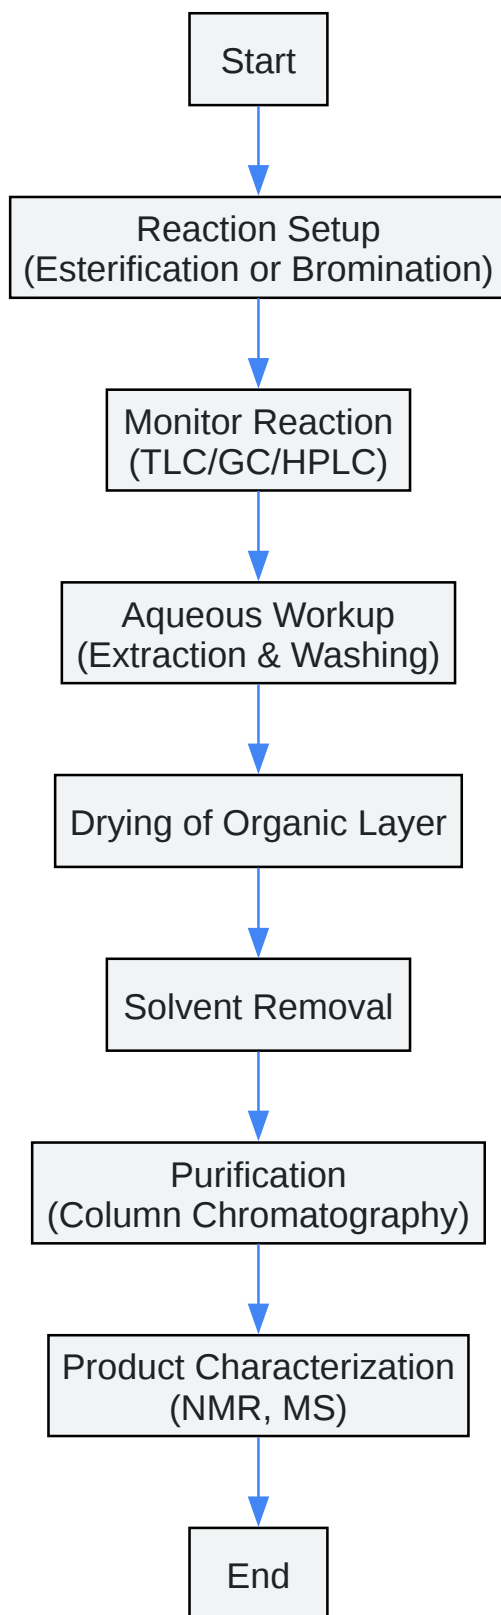 Start
Reaction Setup
(Esterification or Bromination)
Monitor Reaction
(TLC/GC/HPLC)
Aqueous Workup
(Extraction & Washing)
Drying of Organic Layer
Solvent Removal
Purification
(Column Chromatography)
Product Characterization
(NMR, MS)
End